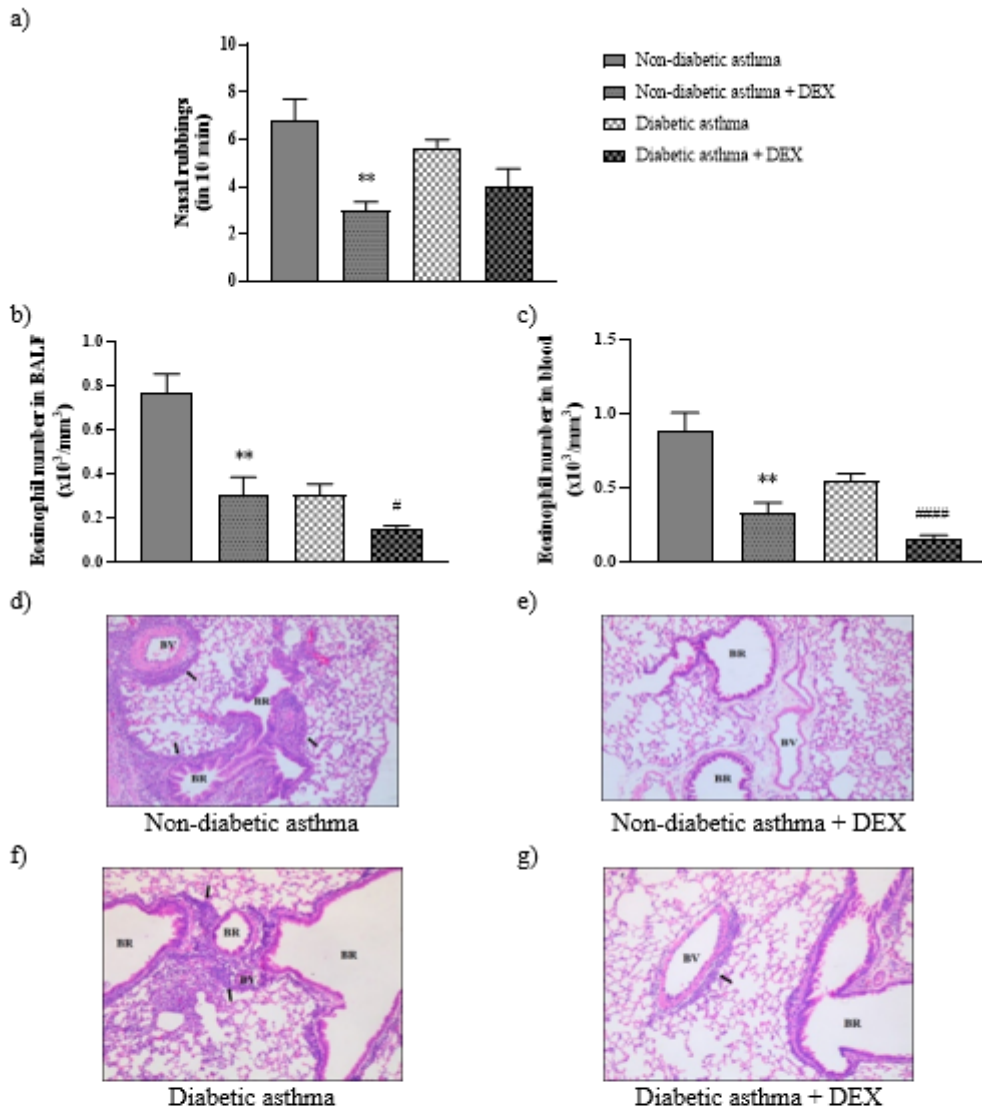 a)
Nasal rubbings
(in 10 min)
10
8
6
4
2
0
**
Non-diabetic asthma
Non-diabetic asthma + DEX
Diabetic asthma
Diabetic asthma + DEX
b)
Eosinophil number in BALF
(x10³/mm³)
1.0
0.8
0.6
0.4
0.2
0.0
**
#
c)
Eosinophil number in blood
(x10³/mm³)
1.5
1.0
0.5
0.0
**
####
d)
BV
BR
BR
Non-diabetic asthma
e)
BR
BV
BR
Non-diabetic asthma + DEX
f)
BR
BR
BR
BV
Diabetic asthma
g)
BV
BR
Diabetic asthma + DEX